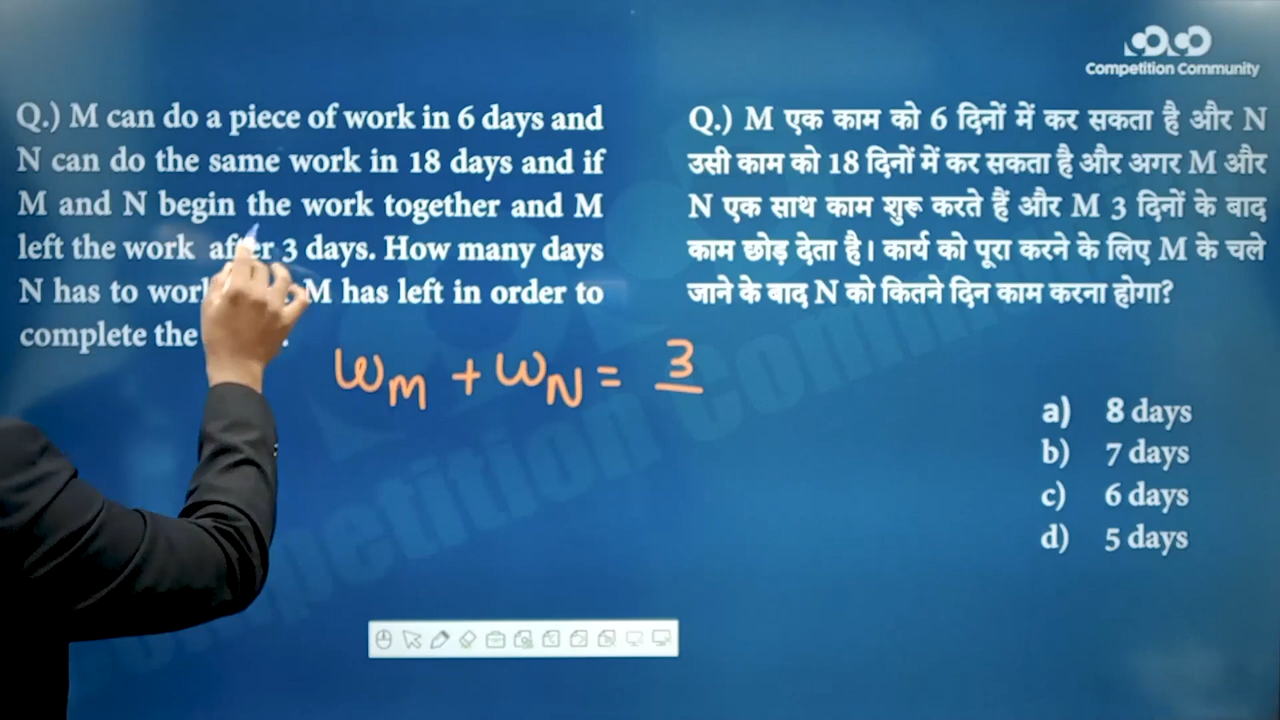 Competition Community
Q.) M can do a piece of work in 6 days and
N can do the same work in 18 days and if
M and N begin the work together and M
left the work after 3 days. How many days
N has to M has left in order to
complete the
Q.) M एक काम को 6 दिनों में कर सकता है और N
उसी काम को 18 दिनों में कर सकता है और अगर M और
N एक साथ काम शुरू करते हैं और M 3 दिनों के बाद
काम छोड़ देता है। कार्य को पूरा करने के लिए M के चले
जाने के बाद N को कितने दिन काम करना होगा?
W_M + W_N = 3
a) 8 days
b) 7 days
c) 6 days
d) 5 days